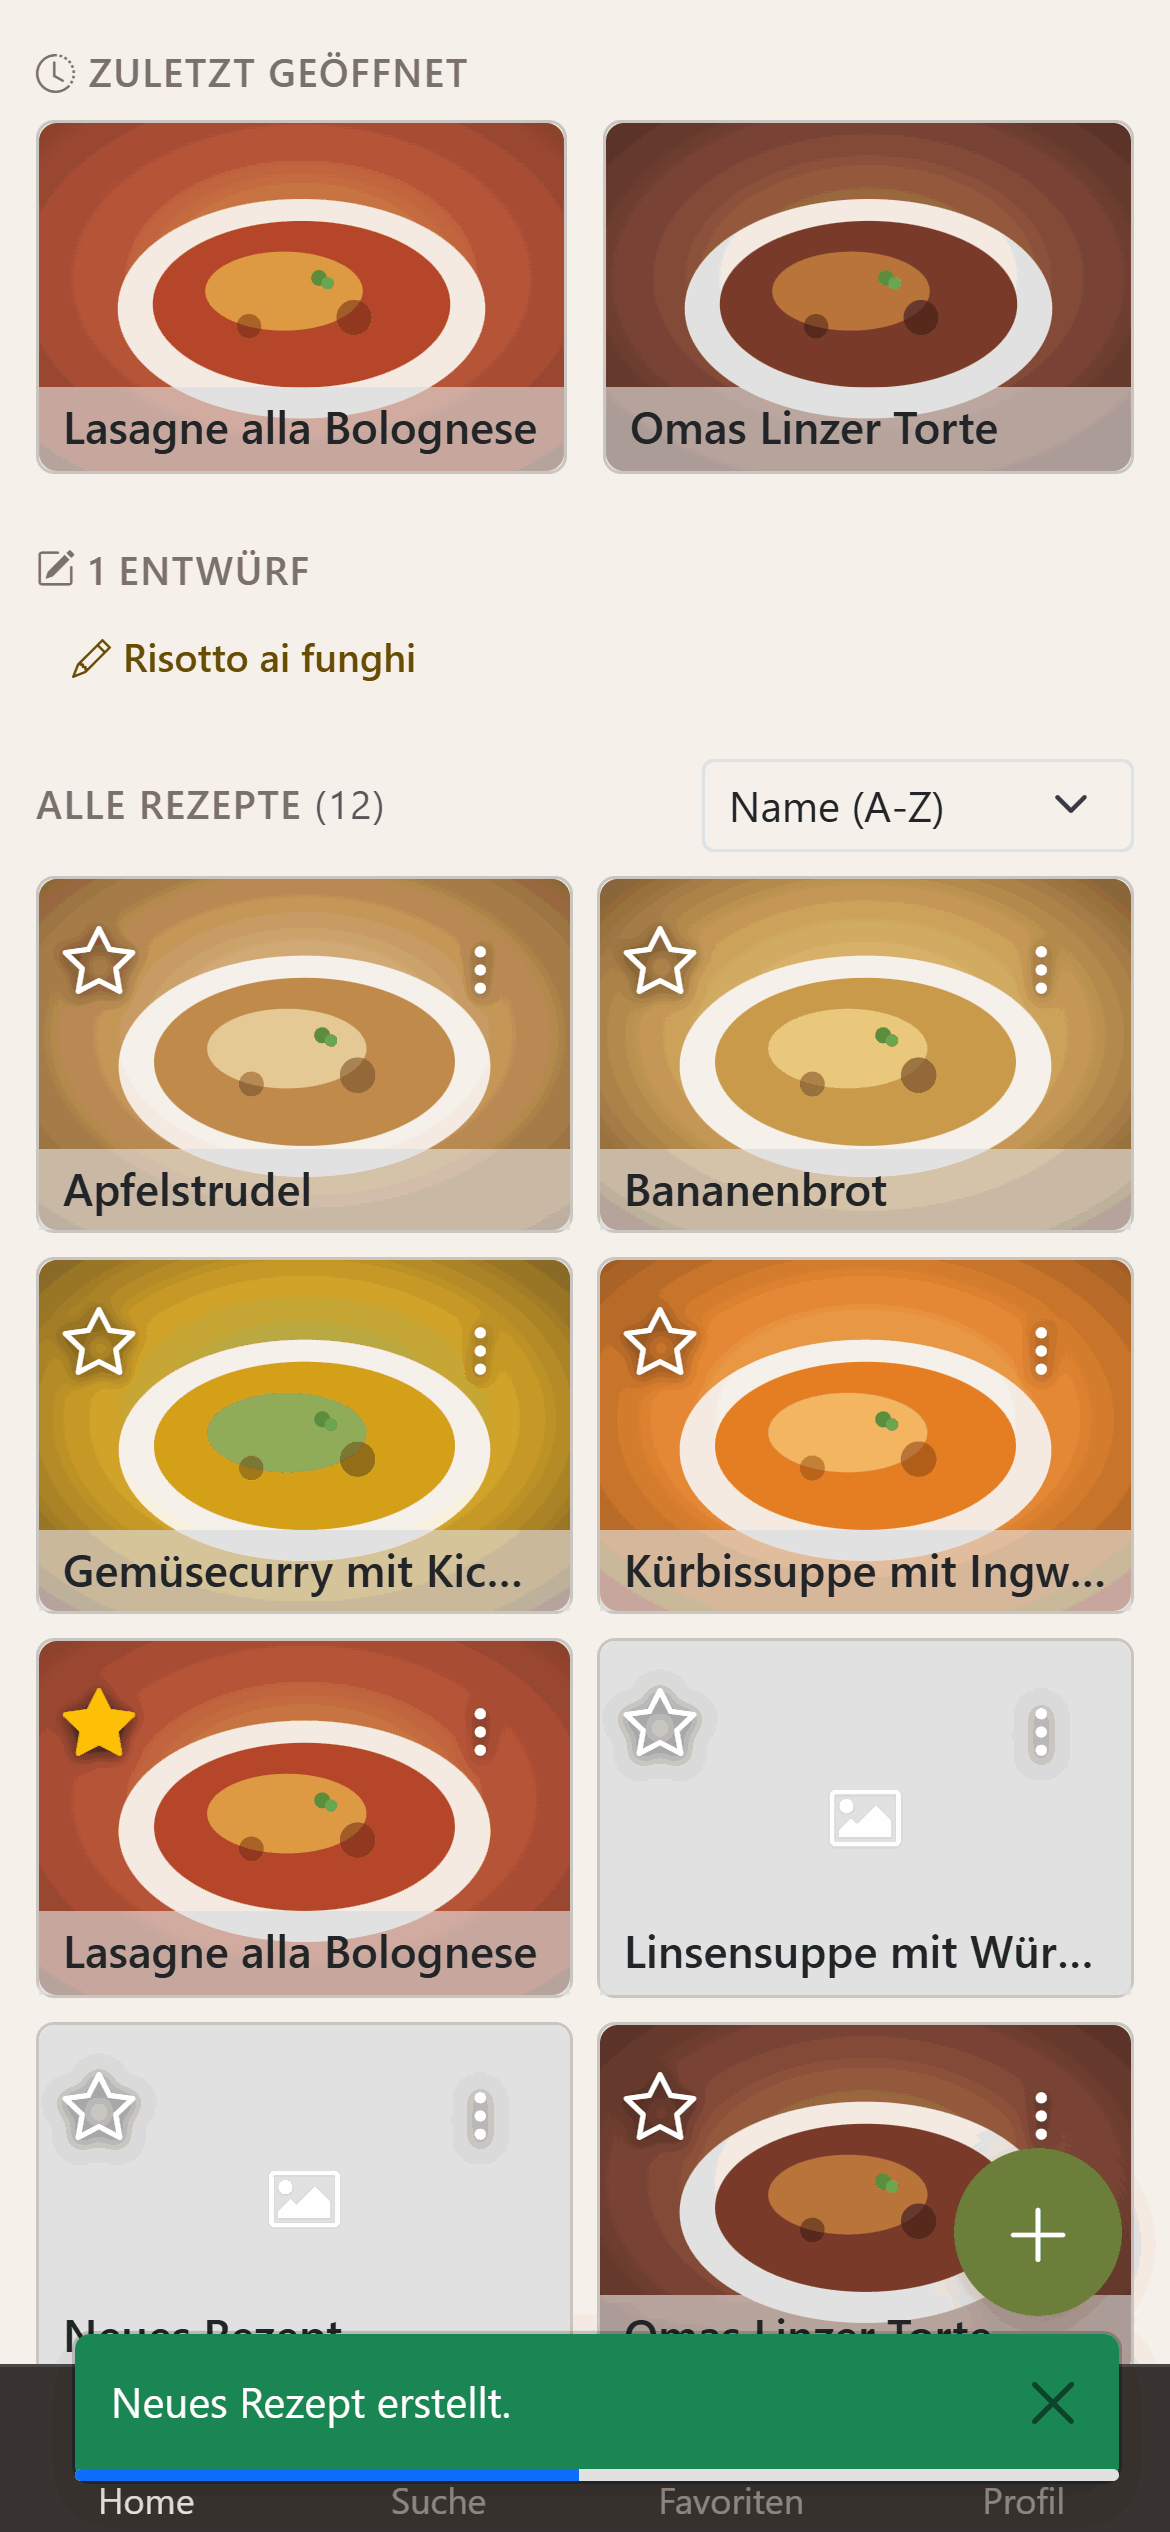 ZULETZT GEÖFFNET
Lasagne alla Bolognese
Omas Linzer Torte
1 ENTWÜRF
Risotto ai funghi
ALLE REZEPTE (12)
Name (A-Z)
Apfelstrudel
Bananenbrot
Gemüsecurry mit Kic...
Kürbissuppe mit Ingw...
Lasagne alla Bolognese
Linsensuppe mit Wür...
Neues Rezept
Omas Linzer Torte
Neues Rezept erstellt.
Home
Suche
Favoriten
Profil